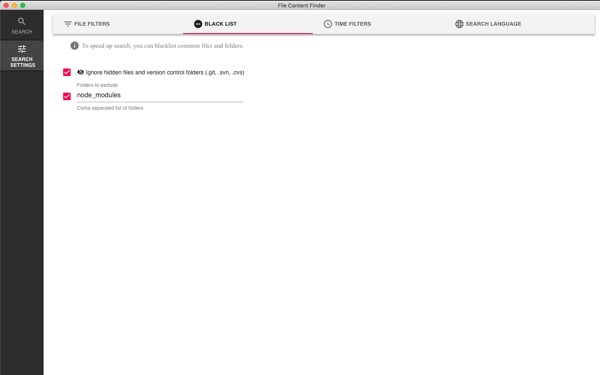 File Content Finder
SEARCH
SEARCH
SETTINGS
FILE FILTERS
BLACK LIST
TIME FILTERS
SEARCH LANGUAGE
To speed up search, you can blacklist common files and folders.
Ignore hidden files and version control folders (.git, .svn, .cvs)
Folders to exclude
node_modules
Coma separated list of folders